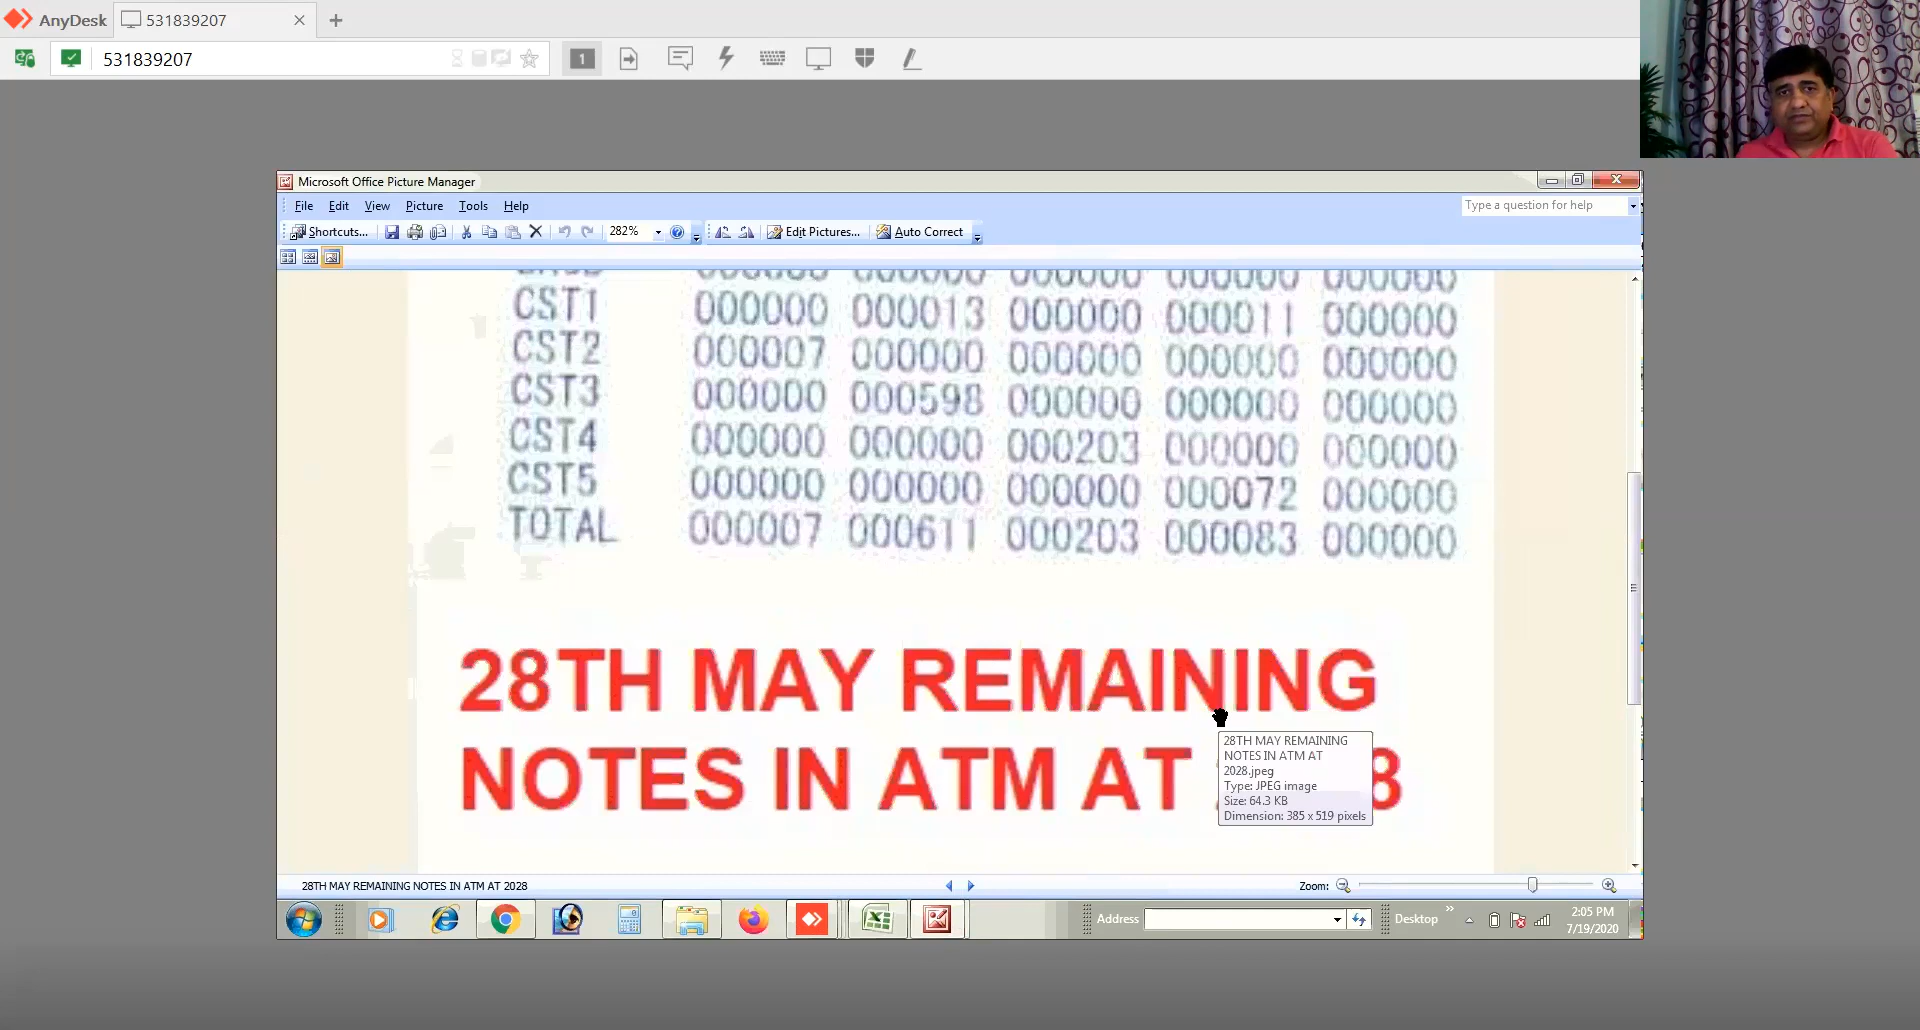 AnyDesk 531839207
531839207 1
Microsoft Office Picture Manager
File Edit View Picture Tools Help Type a question for help
Shortcuts... 282% Edit Pictures... Auto Correct
CST1 000000 000013 000000 000011 000000
CST2 000007 000000 000000 000000 000000
CST3 000000 000598 000000 000000 000000
CST4 000000 000000 000203 000000 000000
CST5 000000 000000 000000 000072 000000
TOTAL 000007 000611 000203 000083 000000
28TH MAY REMAINING
NOTES IN ATM AT 8
28TH MAY REMAINING
NOTES IN ATM AT
2028.jpeg
Type: JPEG image
Size: 64.3 KB
Dimension: 385 x 519 pixels
28TH MAY REMAINING NOTES IN ATM AT 2028 Zoom:
Address Desktop 2:05 PM
7/19/2020